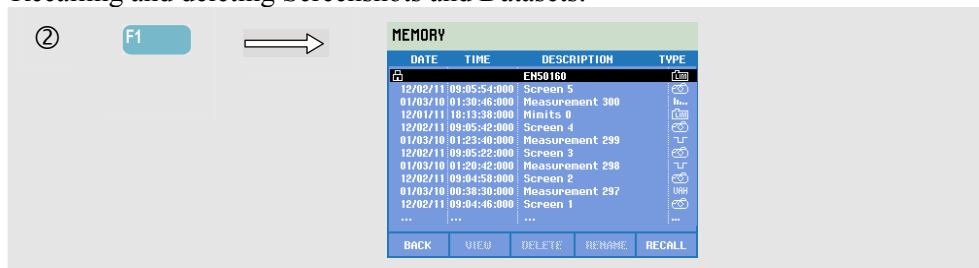 Recalling and deleting Screenshots and Datasets:
② F1
MEMORY
DATE TIME DESCRIPTION TYPE
EN50160
12/02/11 09:05:54:000 Screen 5
01/03/10 01:30:46:000 Measurement 300
12/01/11 18:13:38:000 Mimits 0
12/02/11 09:05:42:000 Screen 4
01/03/10 01:23:40:000 Measurement 299
12/02/11 09:05:22:000 Screen 3
01/03/10 01:20:42:000 Measurement 298
12/02/11 09:04:58:000 Screen 2
01/03/10 00:38:30:000 Measurement 297 VAH
12/02/11 09:04:46:000 Screen 1
... ... ... ...
BACK VIEW DELETE RENAME RECALL